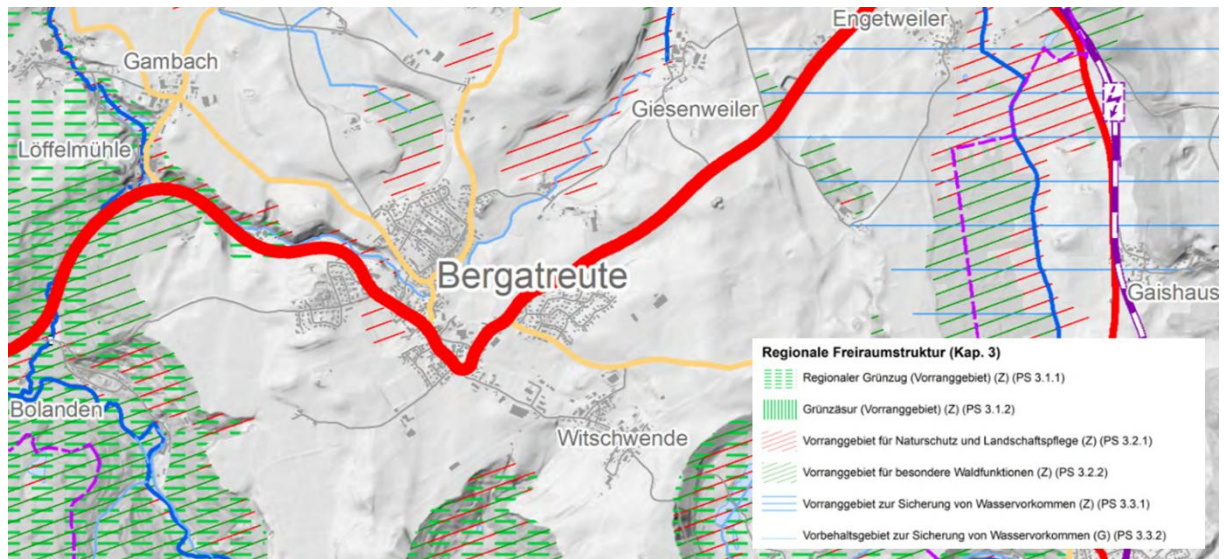 Engetweiler
Gambach
Giesenweiler
Löffelmühle
Bergatreute
Gaishaus
Bolanden
Witschwende
Regionale Freiraumstruktur (Kap. 3)
Regionaler Grünzug (Vorranggebiet) (Z) (PS 3.1.1)
Grünzäsur (Vorranggebiet) (Z) (PS 3.1.2)
Vorranggebiet für Naturschutz und Landschaftspflege (Z) (PS 3.2.1)
Vorranggebiet für besondere Waldfunktionen (Z) (PS 3.2.2)
Vorranggebiet zur Sicherung von Wasservorkommen (Z) (PS 3.3.1)
Vorbehaltsgebiet zur Sicherung von Wasservorkommen (G) (PS 3.3.2)